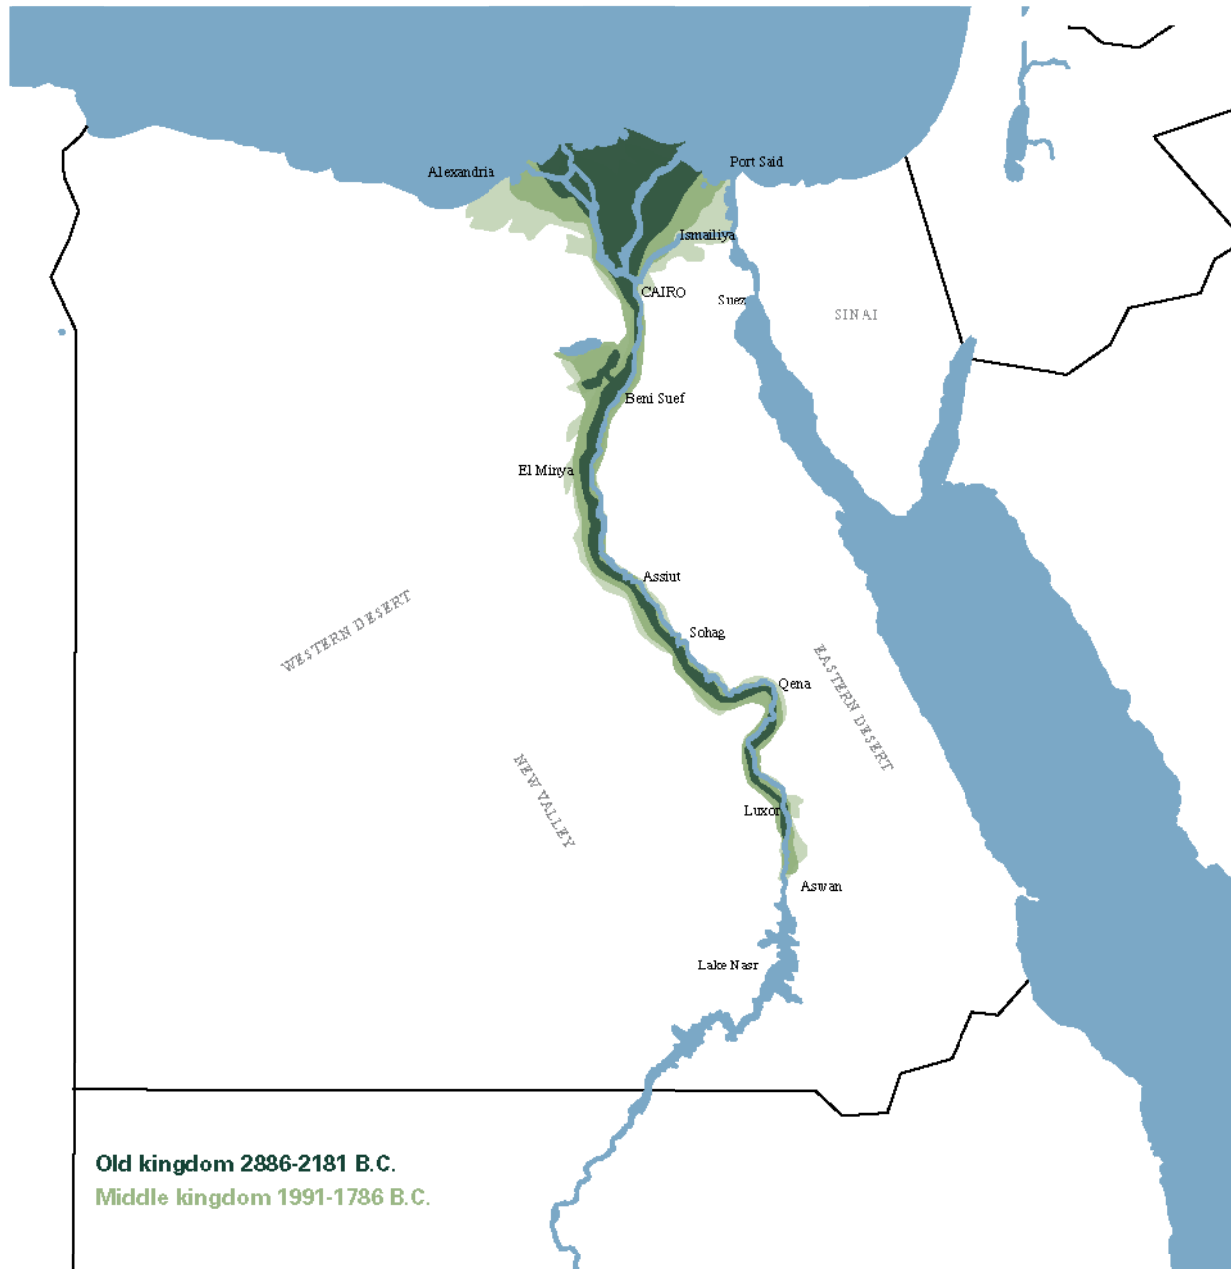 Alexandria
Port Said
Ismailiya
CAIRO
Suez
SINAI
Beni Suef
El Minya
Assiut
WESTERN DESERT
Sohag
Qena
EASTERN DESERT
NEW VALLEY
Luxor
Aswan
Lake Nasr
Old kingdom 2886-2181 B.C.
Middle kingdom 1991-1786 B.C.